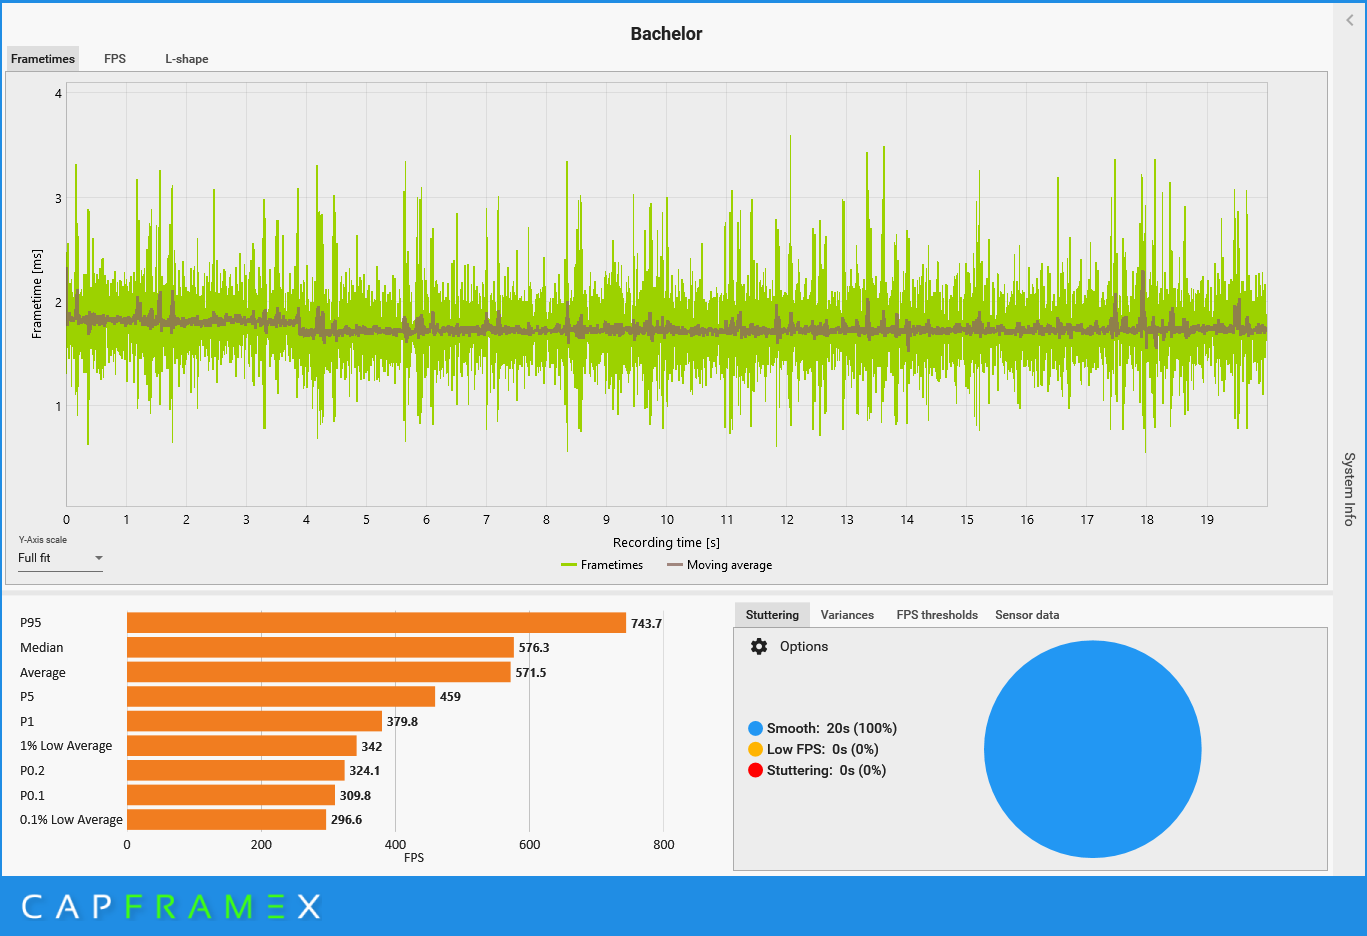 Bachelor
Frametimes FPS L-shape
4
3
2
1
Frametime [ms]
0 1 2 3 4 5 6 7 8 9 10 11 12 13 14 15 16 17 18 19
Recording time [s]
Y-Axis scale
Full fit
Frametimes Moving average
System Info
P95 743.7
Median 576.3
Average 571.5
P5 459
P1 379.8
1% Low Average 342
P0.2 324.1
P0.1 309.8
0.1% Low Average 296.6
0 200 400 600 800
FPS
Stuttering Variances FPS thresholds Sensor data
Options
Smooth: 20s (100%)
Low FPS: 0s (0%)
Stuttering: 0s (0%)
CAPFRAMEX